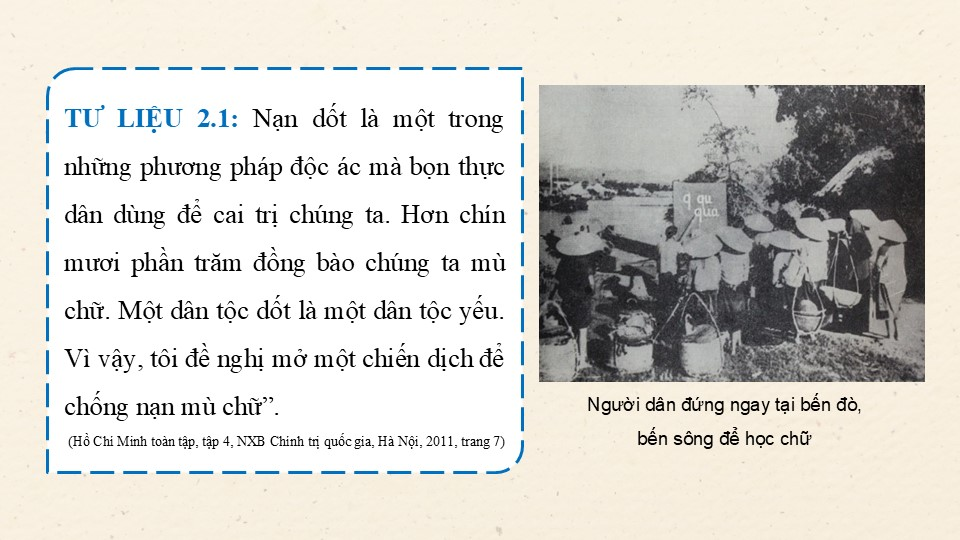 TƯ LIỆU 2.1: Nạn dốt là một trong
những phương pháp độc ác mà bọn thực
dân dùng để cai trị chúng ta. Hơn chín
mươi phần trăm đồng bào chúng ta mù
chữ. Một dân tộc dốt là một dân tộc yếu.
Vì vậy, tôi đề nghị mở một chiến dịch để
chống nạn mù chữ”.
(Hồ Chí Minh toàn tập, tập 4, NXB Chính trị quốc gia, Hà Nội, 2011, trang 7)
q qu
qua
Người dân đứng ngay tại bến đò,
bến sông để học chữ